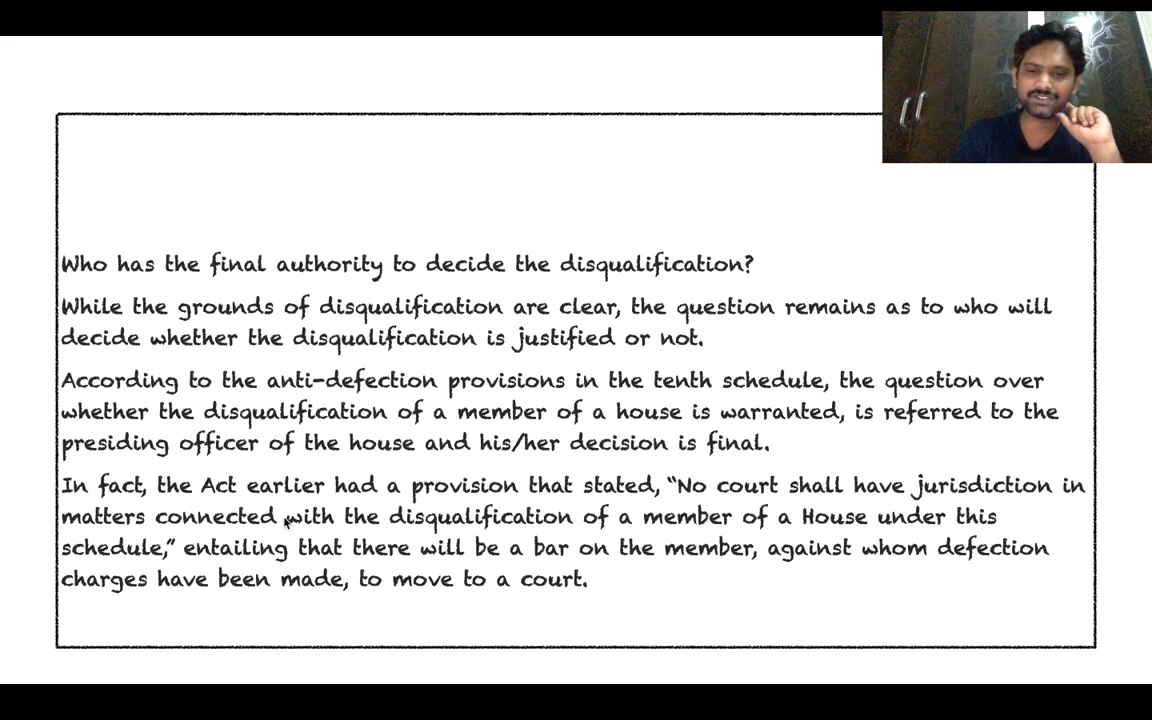 Who has the final authority to decide the disqualification?
While the grounds of disqualification are clear, the question remains as to who will
decide whether the disqualification is justified or not.
According to the anti-defection provisions in the tenth schedule, the question over
whether the disqualification of a member of a house is warranted, is referred to the
presiding officer of the house and his/her decision is final.
In fact, the Act earlier had a provision that stated, “No court shall have jurisdiction in
matters connected with the disqualification of a member of a House under this
schedule,” entailing that there will be a bar on the member, against whom defection
charges have been made, to move to a court.